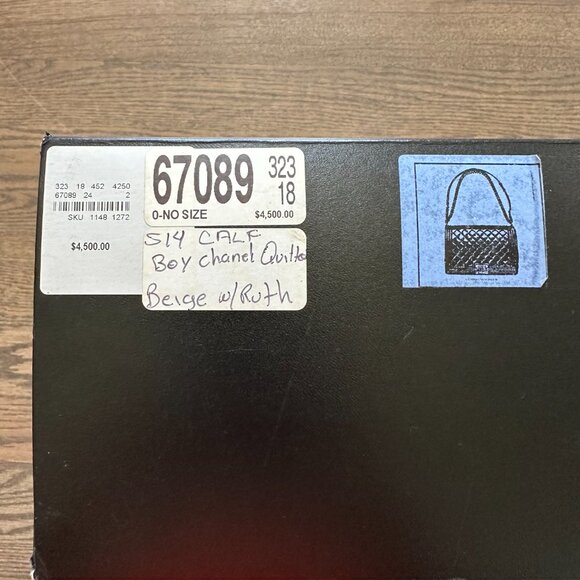 323 18 452 4250
67089 24 2
SKU 1148 1272
$4,500.00
67089 323
18
0-NO SIZE $4,500.00
S14 CALF
Boy Chanel Quilte
Beige w/Ruth